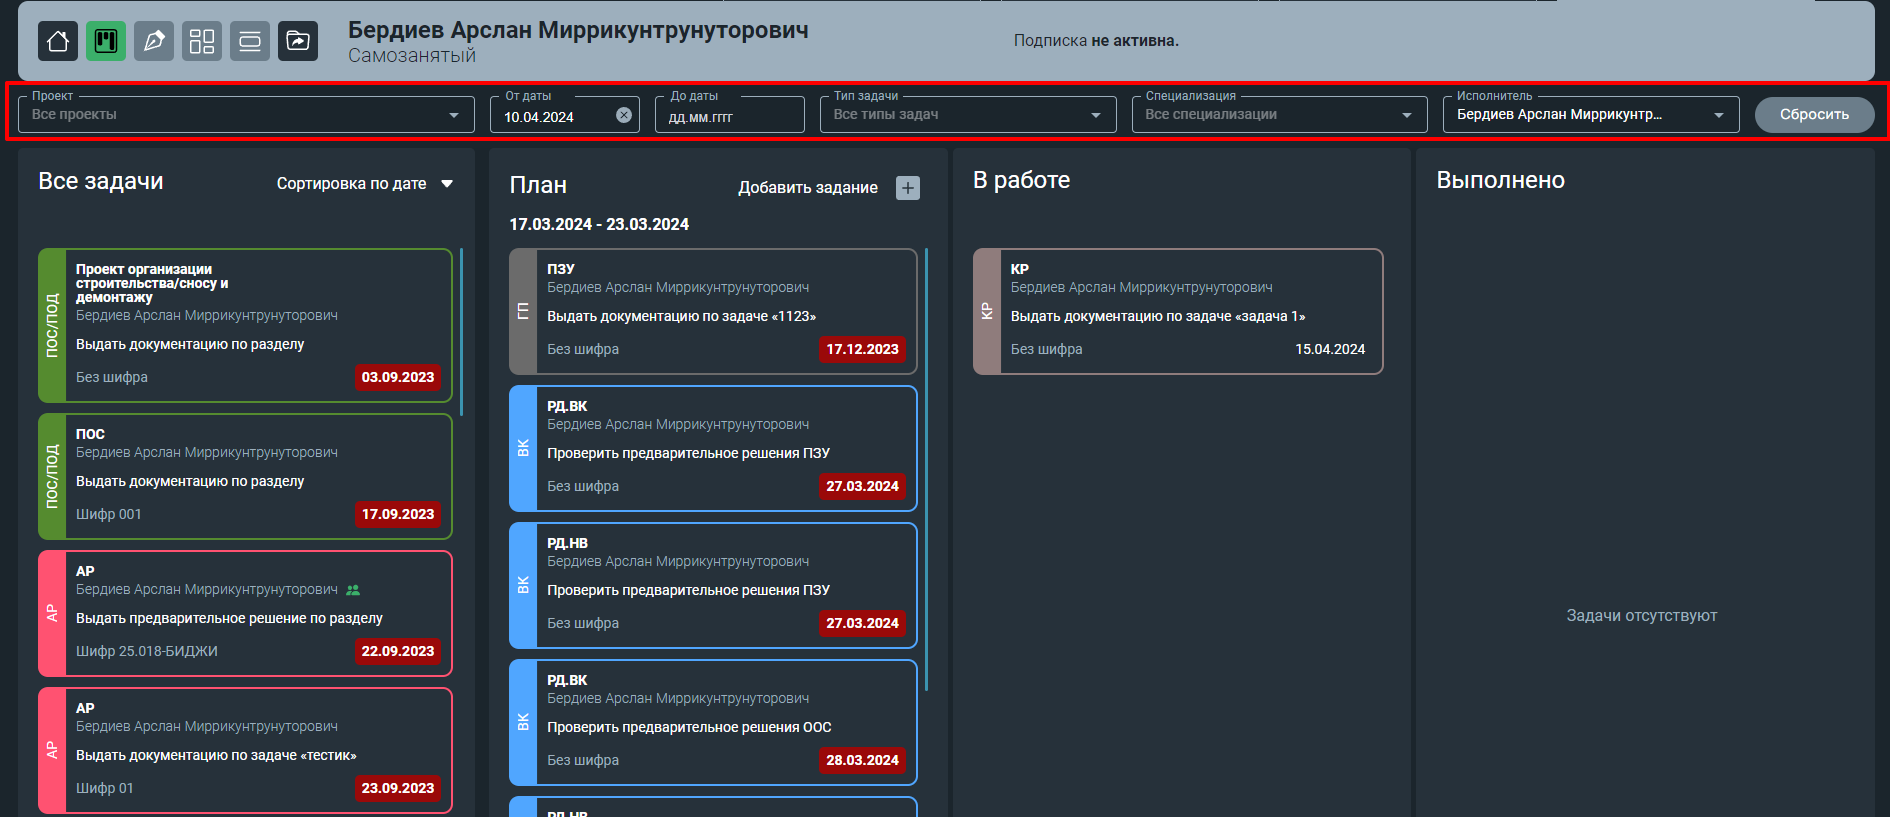 Бердиев Арслан Миррикунтрунуторович
Самозанятый
Подписка не активна.
Проект
Все проекты
От даты
10.04.2024
До даты
дд.мм.гггг
Тип задачи
Все типы задач
Специализация
Все специализации
Исполнитель
Бердиев Арслан Миррикунтр...
Сбросить
Все задачи
Сортировка по дате
ПОС/ПОД
Проект организации
строительства/сносу и
демонтажу
Бердиев Арслан Миррикунтрунуторович
Выдать документацию по разделу
Без шифра
03.09.2023
ПОС/ПОД
ПОС
Бердиев Арслан Миррикунтрунуторович
Выдать документацию по разделу
Шифр 001
17.09.2023
АР
АР
Бердиев Арслан Миррикунтрунуторович
Выдать предварительное решение по разделу
Шифр 25.018-БИДЖИ
22.09.2023
АР
АР
Бердиев Арслан Миррикунтрунуторович
Выдать документацию по задаче «тестик»
Шифр 01
23.09.2023
План
Добавить задание
17.03.2024 - 23.03.2024
ГП
ПЗУ
Бердиев Арслан Миррикунтрунуторович
Выдать документацию по задаче «1123»
Без шифра
17.12.2023
ВК
РД.ВК
Бердиев Арслан Миррикунтрунуторович
Проверить предварительное решения ПЗУ
Без шифра
27.03.2024
ВК
РД.НВ
Бердиев Арслан Миррикунтрунуторович
Проверить предварительное решения ПЗУ
Без шифра
27.03.2024
ВК
РД.ВК
Бердиев Арслан Миррикунтрунуторович
Проверить предварительное решения ООС
Без шифра
28.03.2024
РД.НВ
В работе
КР
КР
Бердиев Арслан Миррикунтрунуторович
Выдать документацию по задаче «задача 1»
Без шифра
15.04.2024
Выполнено
Задачи отсутствуют